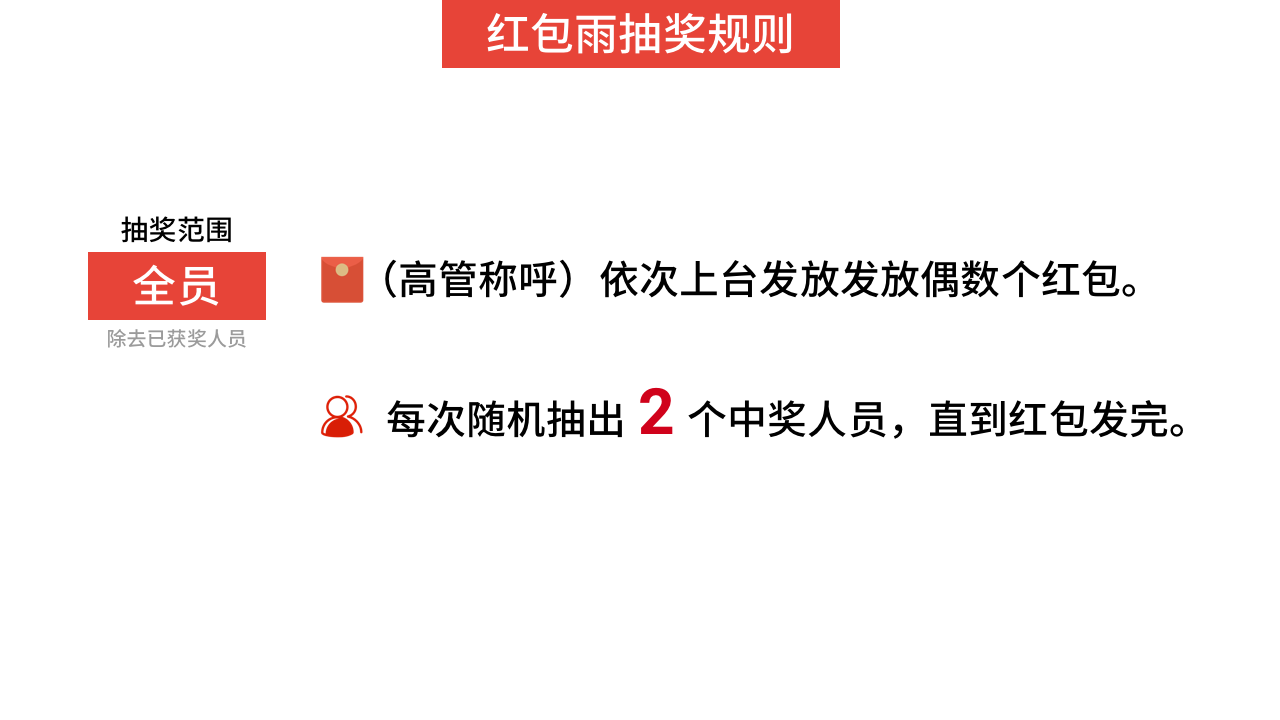 红包雨抽奖规则
抽奖范围
全员
除去已获奖人员
（高管称呼）依次上台发放发放偶数个红包。
每次随机抽出 2 个中奖人员，直到红包发完。